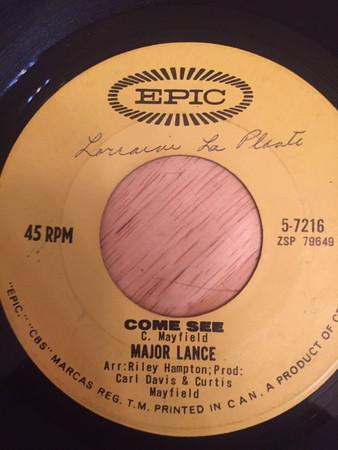 EPIC
Lorraine La Plante
45 RPM
5-7216
ZSP 79649
COME SEE
C. Mayfield
MAJOR LANCE
Arr:Riley Hampton;Prod:
Carl Davis & Curtis
Mayfield
"EPIC," "CBS" MARCAS REG. T.M. PRINTED IN CAN. A PRODUCT OF